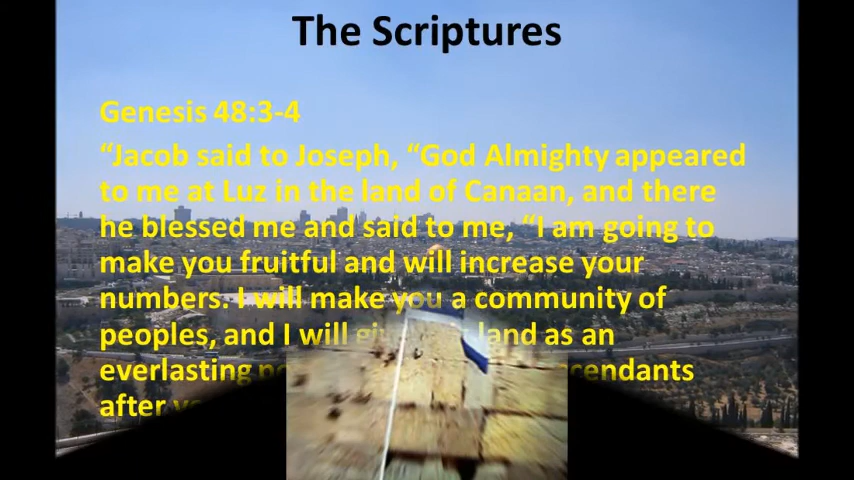 The Scriptures
Genesis 48:3-4
“Jacob said to Joseph, “God Almighty appeared
to me at Luz in the land of Canaan, and there
he blessed me and said to me, “I am going to
make you fruitful and will increase your
numbers. I will make you a community of
peoples, and I will land as an
everlasting
after